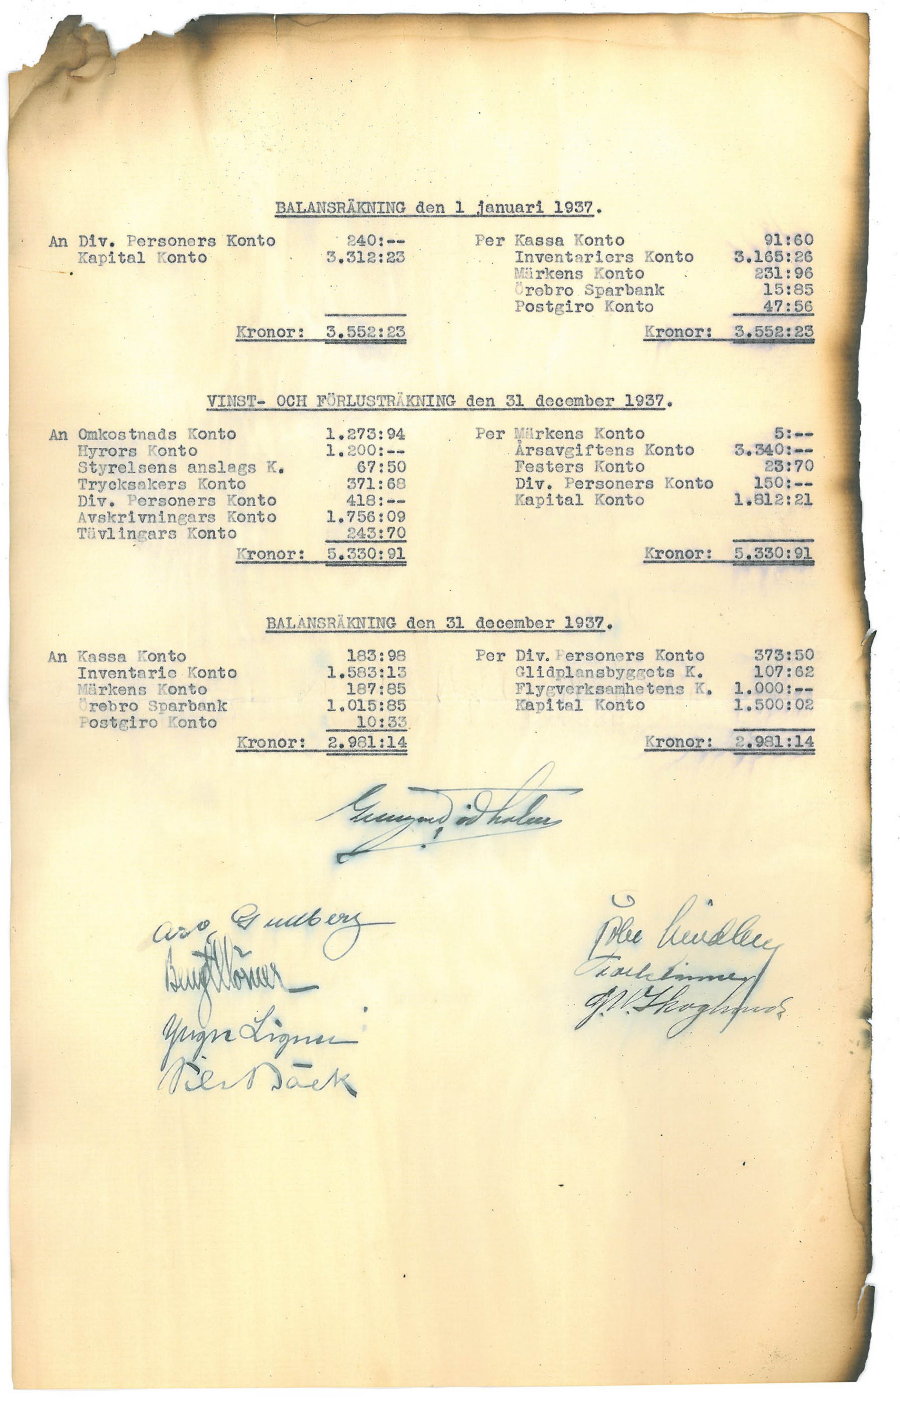 BALANSRÄKNING den 1 januari 1937.
An Div. Personers Konto 240:-- Per Kassa Konto 91:60
Kapital Konto 3.312:23 Inventariers Konto 3.165:26
Märkens Konto 231:96
Örebro Sparbank 15:85
Postgiro Konto 47:56
Kronor: 3.552:23 Kronor: 3.552:23
VINST- OCH FÖRLUSTRÄKNING den 31 december 1937.
An Omkostnads Konto 1.273:94 Per Märkens Konto 5:--
Hyrors Konto 1.200:-- Årsavgiftens Konto 3.340:--
Styrelsens anslags K. 67:50 Festers Konto 23:70
Trycksakers Konto 371:68 Div. Personers Konto 150:--
Div. Personers Konto 418:-- Kapital Konto 1.812:21
Avskrivningars Konto 1.756:09
Tävlingars Konto 243:70
Kronor: 5.330:91 Kronor: 5.330:91
BALANSRÄKNING den 31 december 1937.
An Kassa Konto 183:98 Per Div. Personers Konto 373:50
Inventarie Konto 1.583:13 Glidplansbyggets K. 107:62
Märkens Konto 187:85 Flygverksamhetens K. 1.000:--
Örebro Sparbank 1.015:85 Kapital Konto 1.500:02
Postgiro Konto 10:33
Kronor: 2.981:14 Kronor: 2.981:14
Gullberg
Bengt Wörner
Yngve
Bäck
G.W. Skoglund